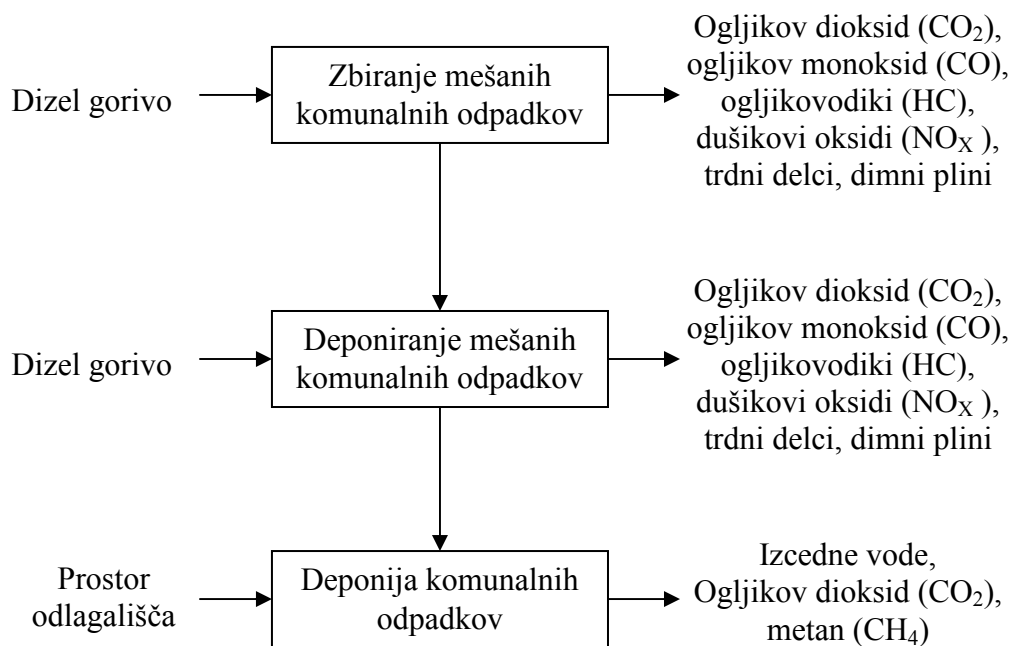 Dizel gorivo
Zbiranje mešanih
komunalnih odpadkov
Ogljikov dioksid (CO₂),
ogljikov monoksid (CO),
ogljikovodiki (HC),
dušikovi oksidi (NOX ),
trdni delci, dimni plini
Dizel gorivo
Deponiranje mešanih
komunalnih odpadkov
Ogljikov dioksid (CO₂),
ogljikov monoksid (CO),
ogljikovodiki (HC),
dušikovi oksidi (NOX ),
trdni delci, dimni plini
Prostor
odlagališča
Deponija komunalnih
odpadkov
Izcedne vode,
Ogljikov dioksid (CO₂),
metan (CH₄)